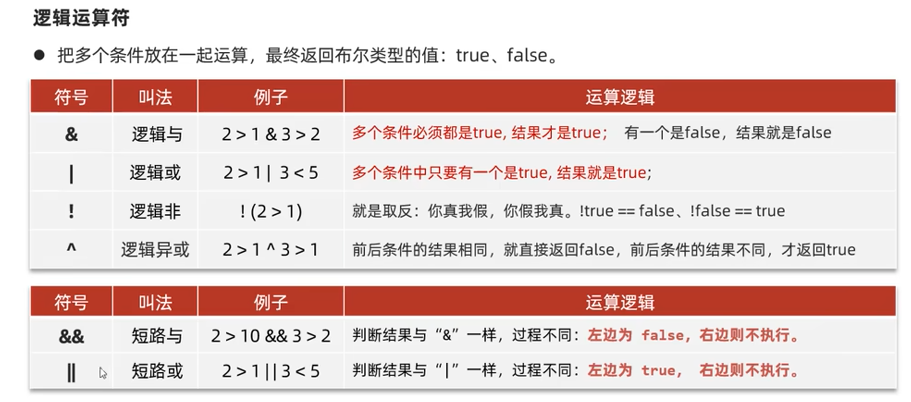 逻辑运算符
● 把多个条件放在一起运算，最终返回布尔类型的值：true、false。
符号 叫法 例子 运算逻辑
& 逻辑与 2 > 1 & 3 > 2 多个条件必须都是true, 结果才是true； 有一个是false，结果就是false
| 逻辑或 2 > 1 | 3 < 5 多个条件中只要有一个是true, 结果就是true;
! 逻辑非 ! (2 > 1) 就是取反：你真我假，你假我真。!true == false、!false == true
^ 逻辑异或 2 > 1 ^ 3 > 1 前后条件的结果相同，就直接返回false，前后条件的结果不同，才返回true
符号 叫法 例子 运算逻辑
&& 短路与 2 > 10 && 3 > 2 判断结果与“&”一样，过程不同：左边为 false，右边则不执行。
|| 短路或 2 > 1 || 3 < 5 判断结果与“|”一样，过程不同：左边为 true， 右边则不执行。